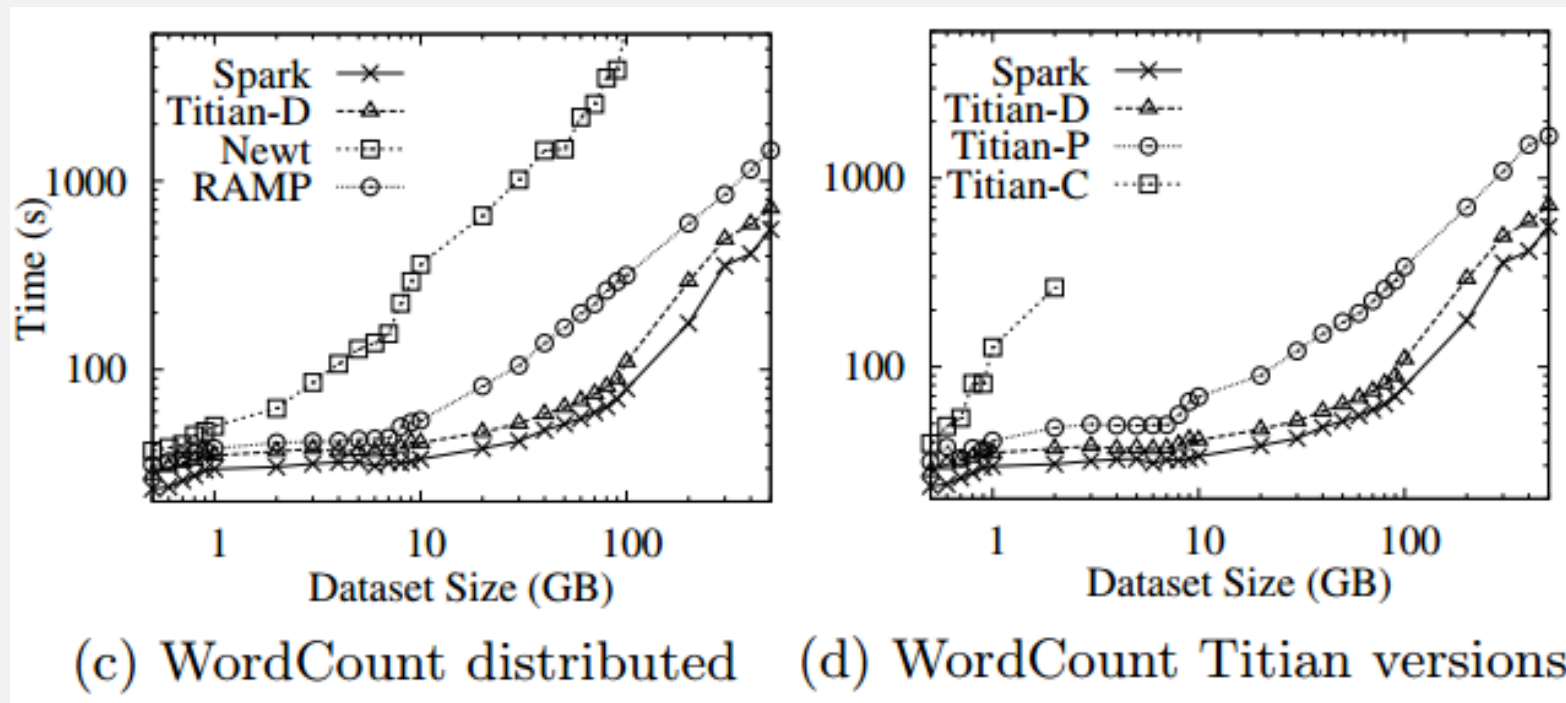 Spark
Titian-D
Newt
RAMP
1000
100
Time (s)
1
10
100
Dataset Size (GB)
(c) WordCount distributed
Spark
Titian-D
Titian-P
Titian-C
1000
100
1
10
100
Dataset Size (GB)
(d) WordCount Titian versions